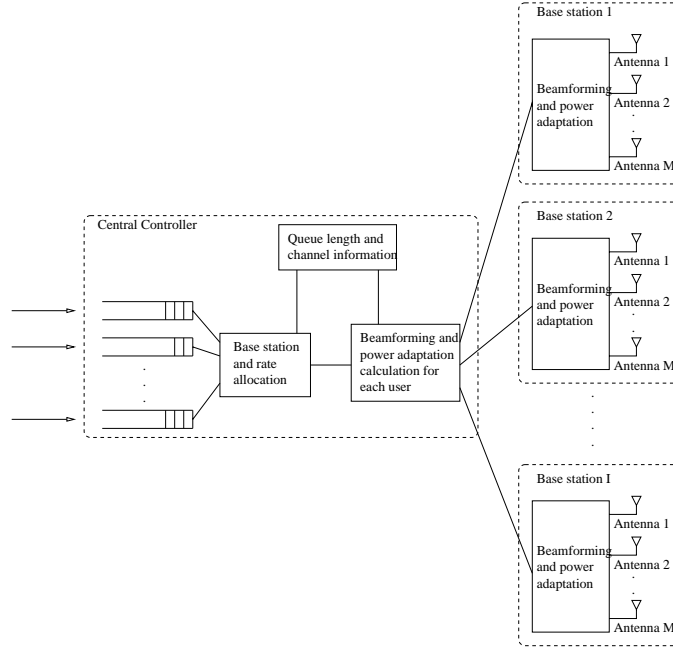 Base station 1
Antenna 1
Beamforming
and power
adaptation
Antenna 2
Antenna M
Central Controller
Queue length and
channel information
Base station
and rate
allocation
Beamforming and
power adaptation
calculation for
each user
Base station 2
Antenna 1
Beamforming
and power
adaptation
Antenna 2
Antenna M
Base station I
Antenna 1
Beamforming
and power
adaptation
Antenna 2
Antenna M